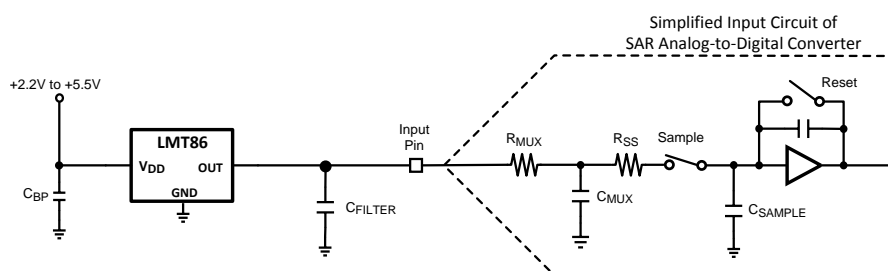 Simplified Input Circuit of
SAR Analog-to-Digital Converter
+2.2V to +5.5V
Reset
LMT86
Input
Pin
RMUX
RSS
Sample
VDD
OUT
GND
CBP
CFILTER
CMUX
CSAMPLE